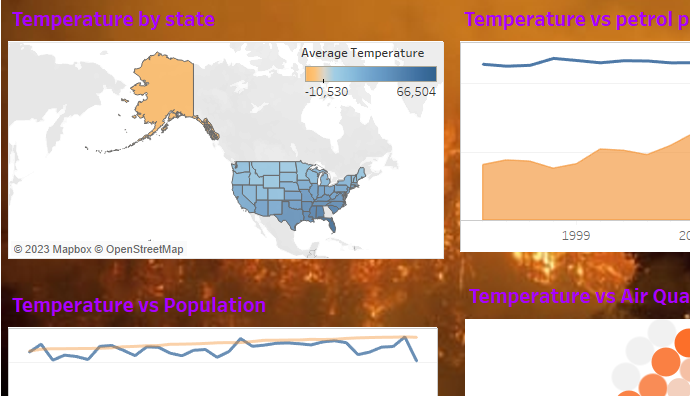 Temperature by state
Temperature vs petrol p
Average Temperature
-10,530 66,504
© 2023 Mapbox © OpenStreetMap
1999
20
Temperature vs Population
Temperature vs Air Qua